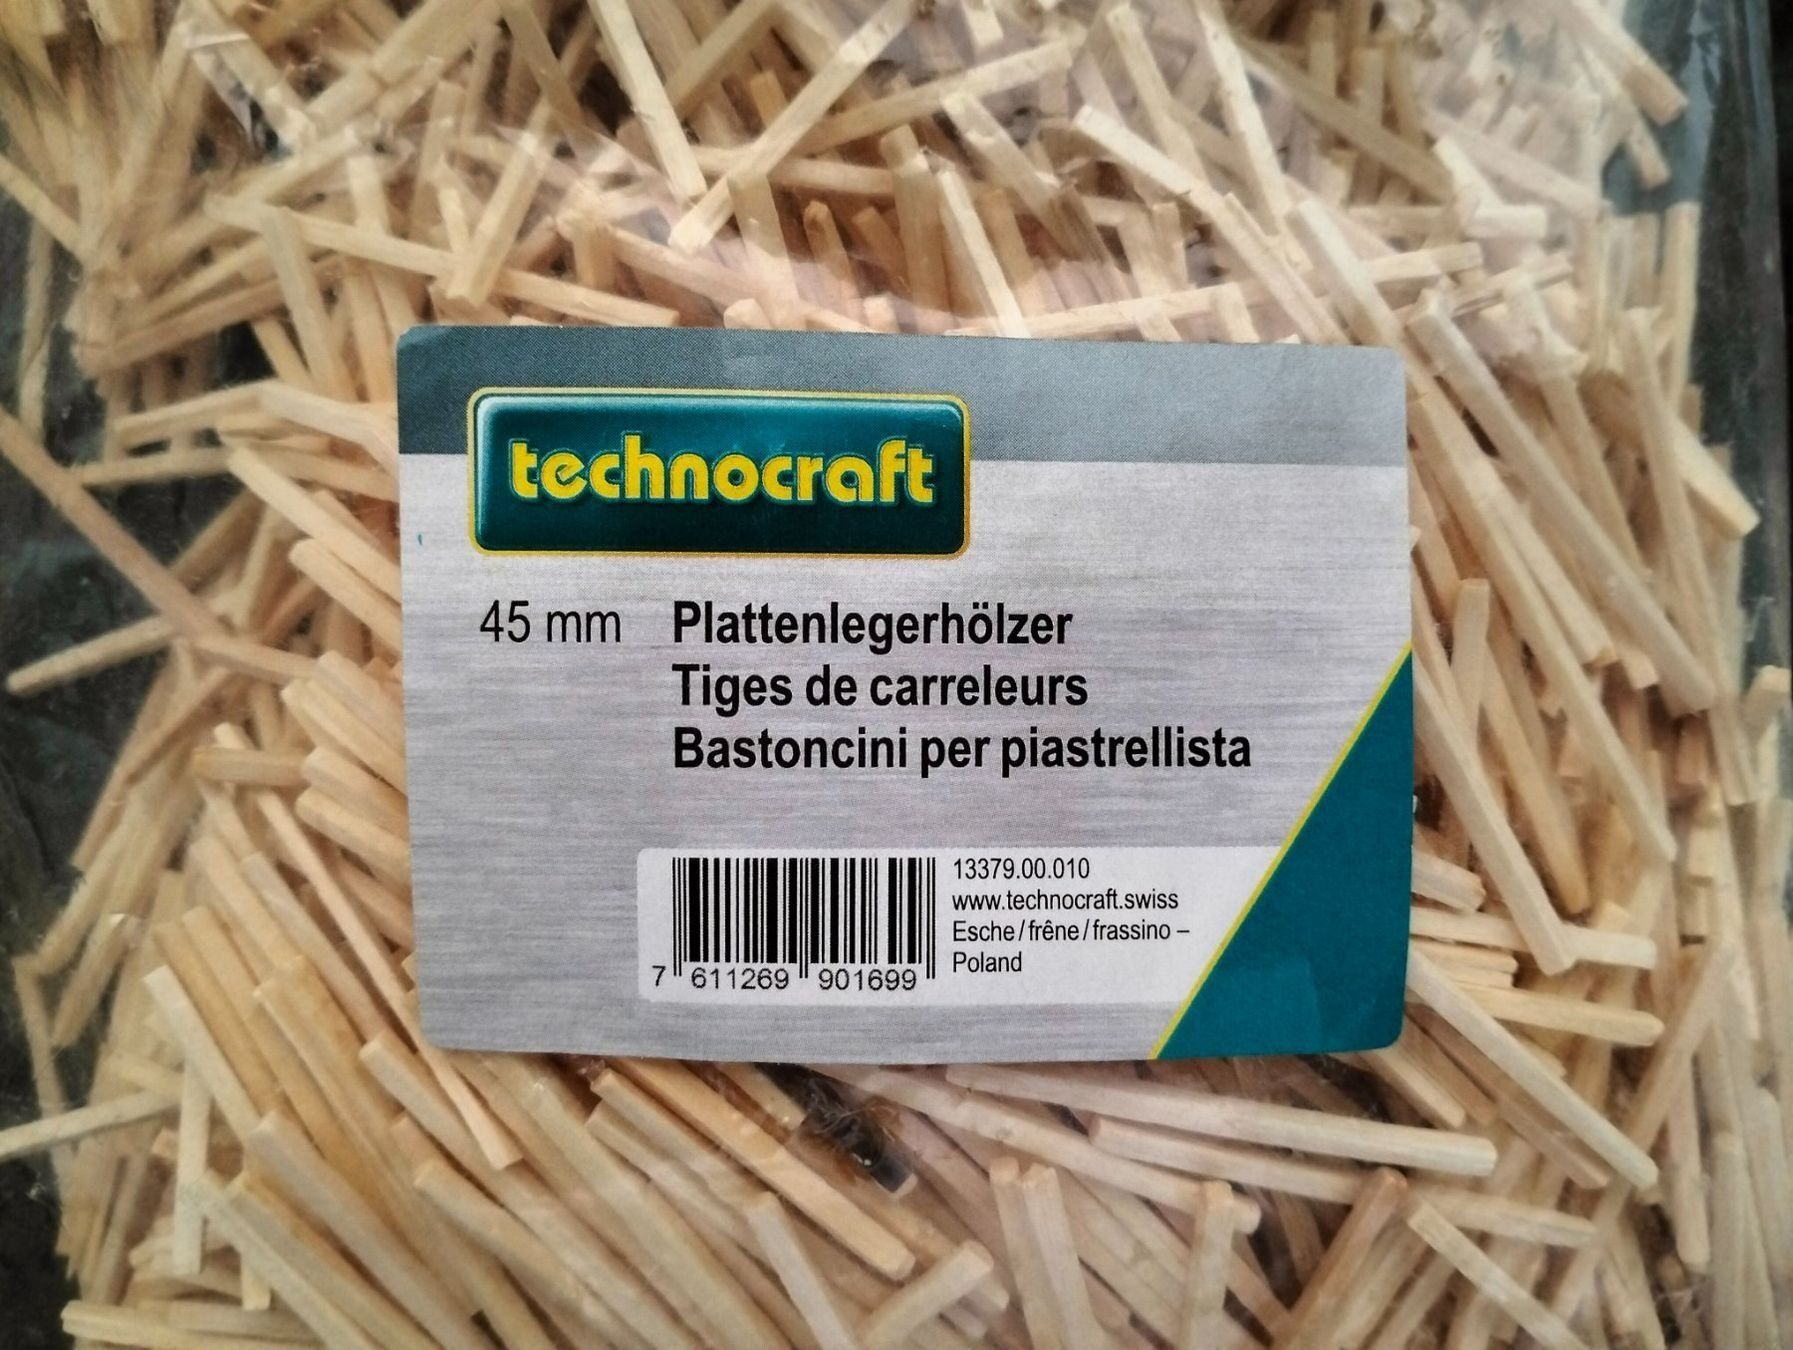 technocraft
45 mm Plattenlegerhölzer
Tiges de carreleurs
Bastoncini per piastrellista
13379.00.010
www.technocraft.swiss
Esche / frêne / frassino –
Poland
7 611269 901699